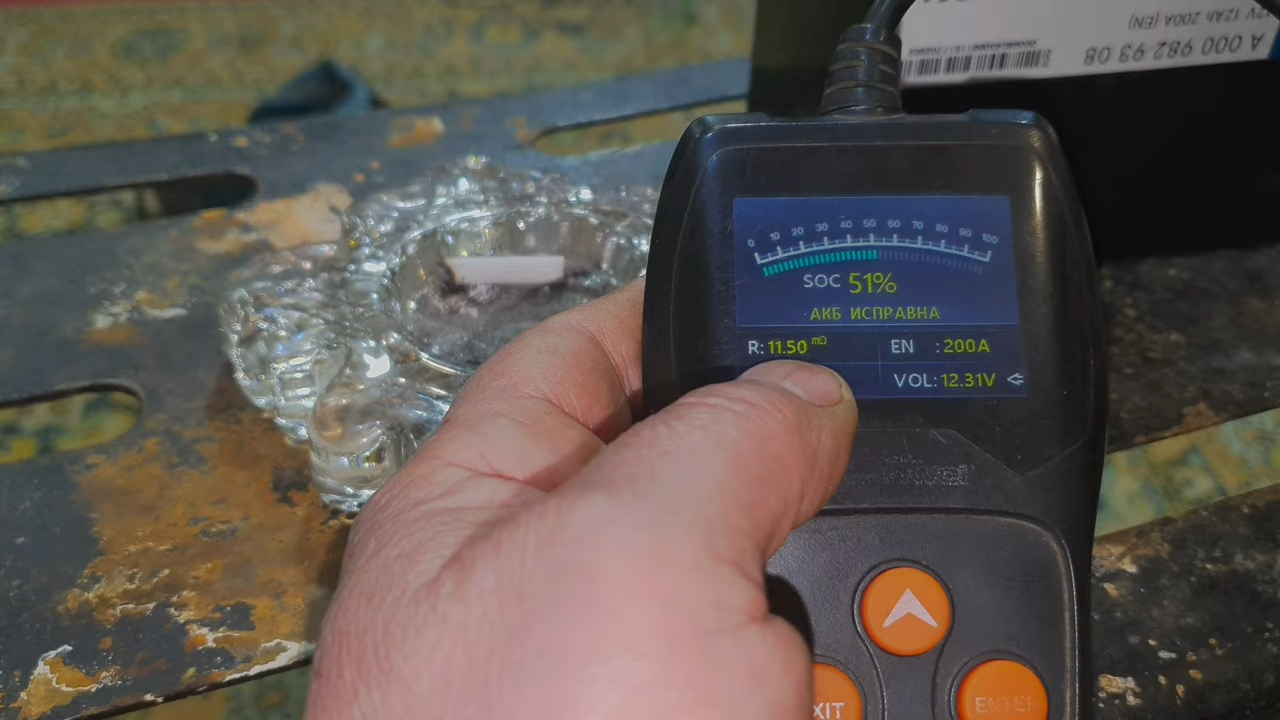 12V 12Ah 200A (EN)
A 000 982 93 08
0 10 20 30 40 50 60 70 80 90 100
SOC 51%
АКБ ИСПРАВНА
R: 11.50 mΩ
EN : 200A
VOL: 12.31V
EXIT
ENTER